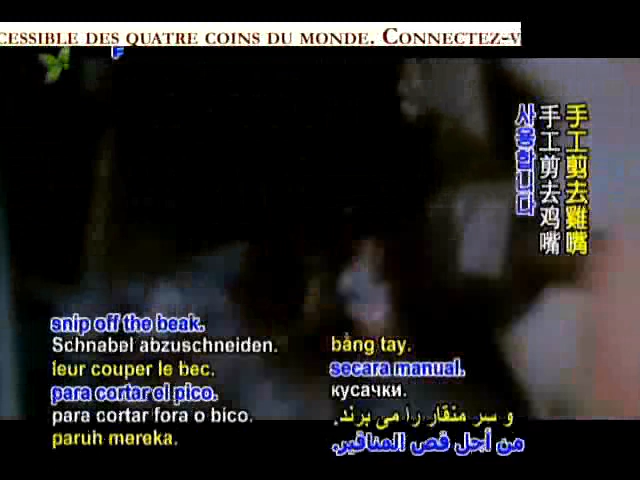 CESSIBLE DES QUATRE COINS DU MONDE. CONNECTEZ-V
F
手工剪去雞嘴
手工剪去鸡嘴
사용합니다
snip off the beak.
Schnabel abzuschneiden.
leur couper le bec.
para cortar el pico.
para cortar fora o bico.
paruh mereka.
bằng tay.
secara manual.
кусачки.
و سر منقار را می برند.
من أجل قص المناقير.